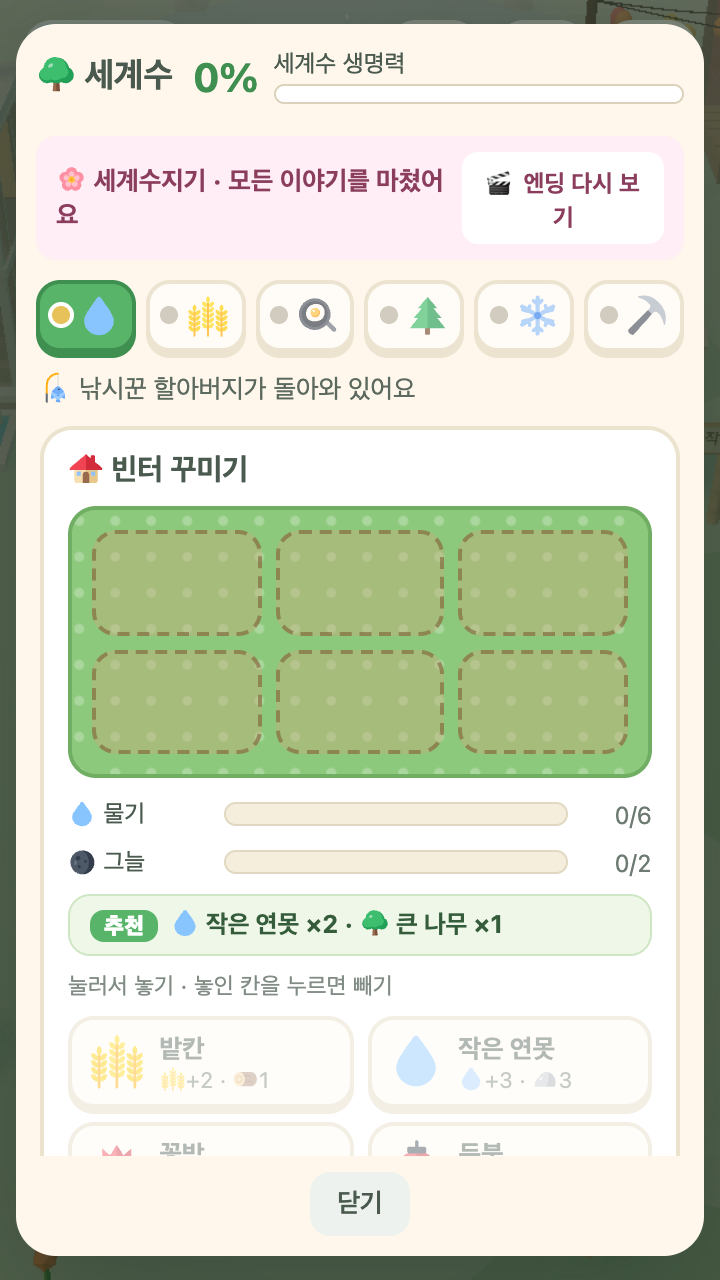 세계수 0% 세계수 생명력
세계수지기 · 모든 이야기를 마쳤어
요
엔딩 다시 보
기
낚시꾼 할아버지가 돌아와 있어요
빈터 꾸미기
물기 0/6
그늘 0/2
추천 작은 연못 ×2 · 큰 나무 ×1
눌러서 놓기 · 놓인 칸을 누르면 빼기
밭칸
+2 · 1
작은 연못
+3 · 3
닫기